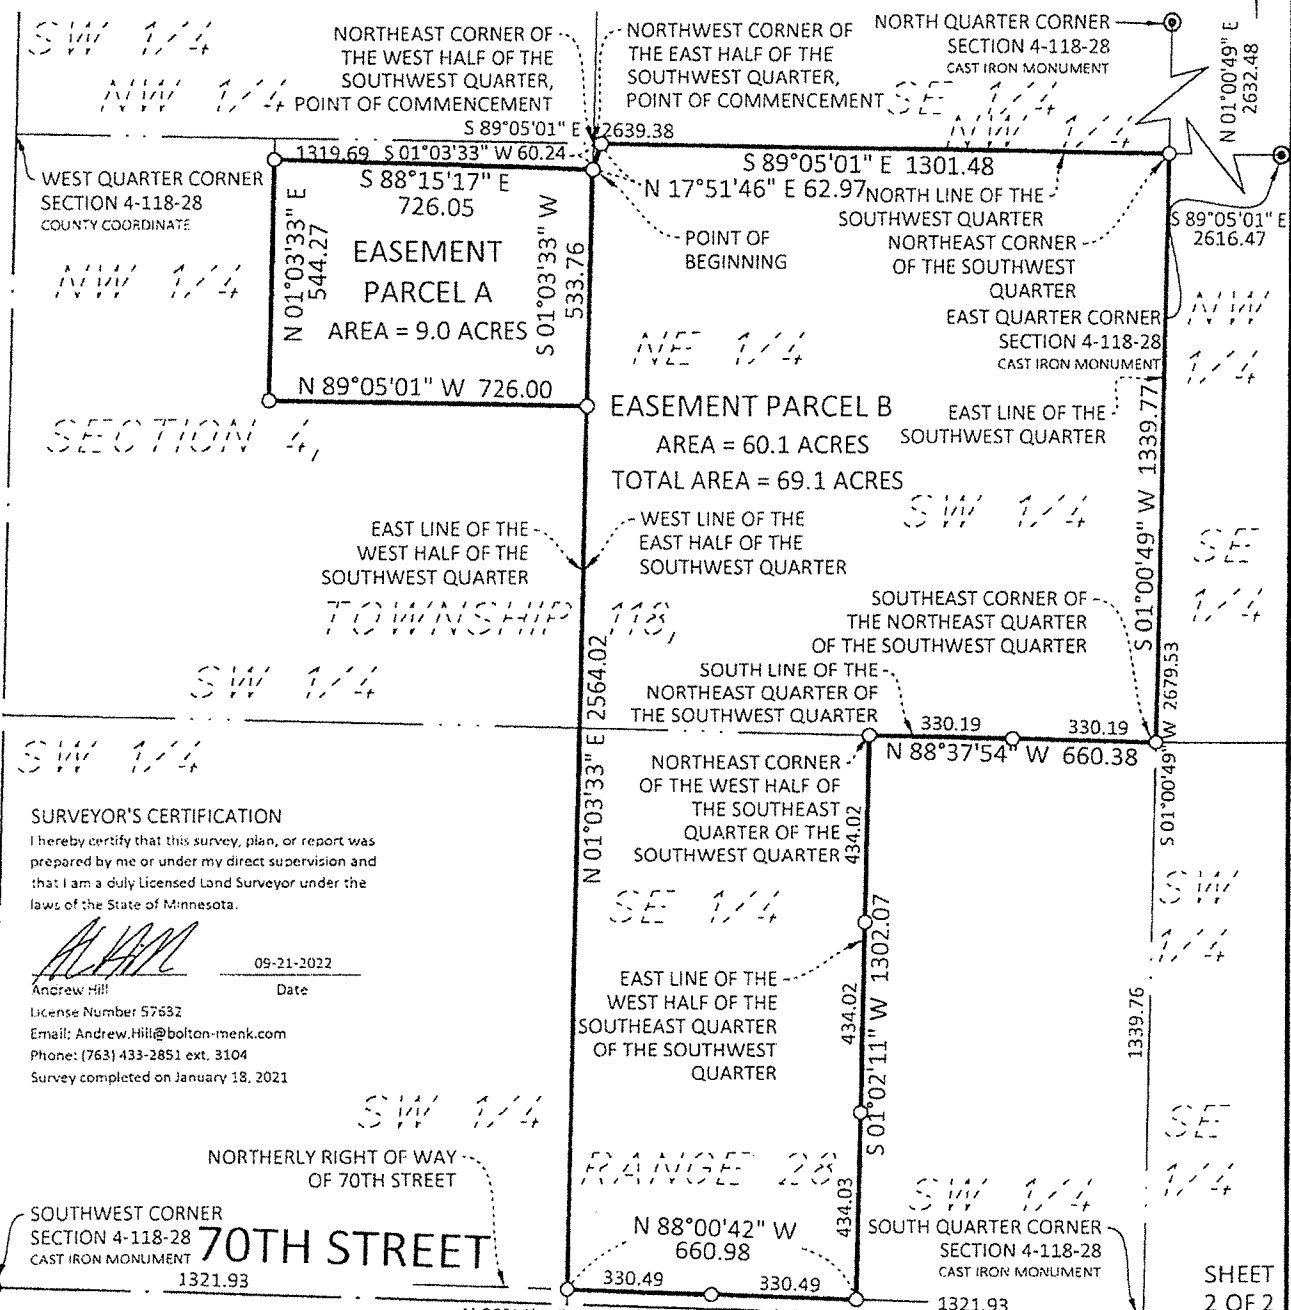 SW 1/4
NW 1/4
NORTHEAST CORNER OF
THE WEST HALF OF THE
SOUTHWEST QUARTER,
POINT OF COMMENCEMENT
NORTHWEST CORNER OF
THE EAST HALF OF THE
SOUTHWEST QUARTER,
POINT OF COMMENCEMENT
NORTH QUARTER CORNER
SECTION 4-118-28
CAST IRON MONUMENT
SE 1/4
NW 1/4
N 01°00'49" E
2632.48
S 89°05'01" E 2639.38
1319.69 S 01°03'33" W 60.24
S 89°05'01" E 1301.48
N 17°51'46" E 62.97
WEST QUARTER CORNER
SECTION 4-118-28
COUNTY COORDINATE
S 88°15'17" E
726.05
NORTH LINE OF THE
SOUTHWEST QUARTER
S 89°05'01" E
2616.47
N 01°03'33" E
544.27
EASEMENT
PARCEL A
AREA = 9.0 ACRES
S 01°03'33" W
533.76
N 89°05'01" W 726.00
POINT OF
BEGINNING
NORTHEAST CORNER
OF THE SOUTHWEST
QUARTER
EAST QUARTER CORNER
SECTION 4-118-28
CAST IRON MONUMENT
NW 1/4
NE 1/4
NW
1/4
SECTION 4,
EASEMENT PARCEL B
AREA = 60.1 ACRES
TOTAL AREA = 69.1 ACRES
EAST LINE OF THE
SOUTHWEST QUARTER
S 01°00'49" W 1339.77
SW 1/4
EAST LINE OF THE
WEST HALF OF THE
SOUTHWEST QUARTER
WEST LINE OF THE
EAST HALF OF THE
SOUTHWEST QUARTER
SE
1/4
TOWNSHIP 118,
SOUTHEAST CORNER OF
THE NORTHEAST QUARTER
OF THE SOUTHWEST QUARTER
SW 1/4
N 01°03'33" E 2564.02
SOUTH LINE OF THE
NORTHEAST QUARTER OF
THE SOUTHWEST QUARTER
330.19
330.19
N 88°37'54" W 660.38
S 01°00'49" W 2679.53
SW 1/4
NORTHEAST CORNER
OF THE WEST HALF OF
THE SOUTHEAST
QUARTER OF THE
SOUTHWEST QUARTER
434.02
SURVEYOR'S CERTIFICATION
I hereby certify that this survey, plan, or report was
prepared by me or under my direct supervision and
that I am a duly Licensed Land Surveyor under the
laws of the State of Minnesota.
09-21-2022
Andrew Hill
Date
License Number 57632
Email: Andrew.Hill@bolton-menk.com
Phone: (763) 433-2851 ext. 3104
Survey completed on January 18, 2021
SE 1/4
SW
1/4
EAST LINE OF THE
WEST HALF OF THE
SOUTHEAST QUARTER
OF THE SOUTHWEST
QUARTER
434.02
S 01°02'11" W 1302.07
1339.76
SW 1/4
SE
1/4
NORTHERLY RIGHT OF WAY
OF 70TH STREET
RANGE 28
434.03
SW 1/4
SOUTHWEST CORNER
SECTION 4-118-28
CAST IRON MONUMENT
70TH STREET
1321.93
N 88°00'42" W
660.98
330.49
330.49
SOUTH QUARTER CORNER
SECTION 4-118-28
CAST IRON MONUMENT
1321.93
SHEET
2 OF 2